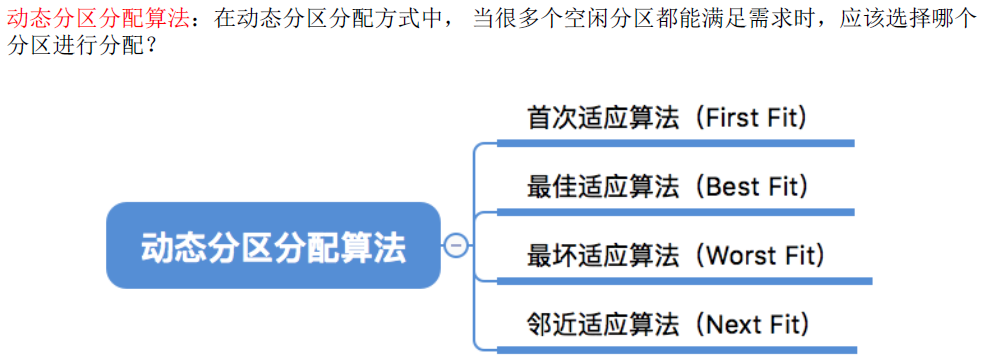 动态分区分配算法：在动态分区分配方式中， 当很多个空闲分区都能满足需求时，应该选择哪个
分区进行分配？
首次适应算法（First Fit）
最佳适应算法（Best Fit）
动态分区分配算法
最坏适应算法（Worst Fit）
邻近适应算法（Next Fit）